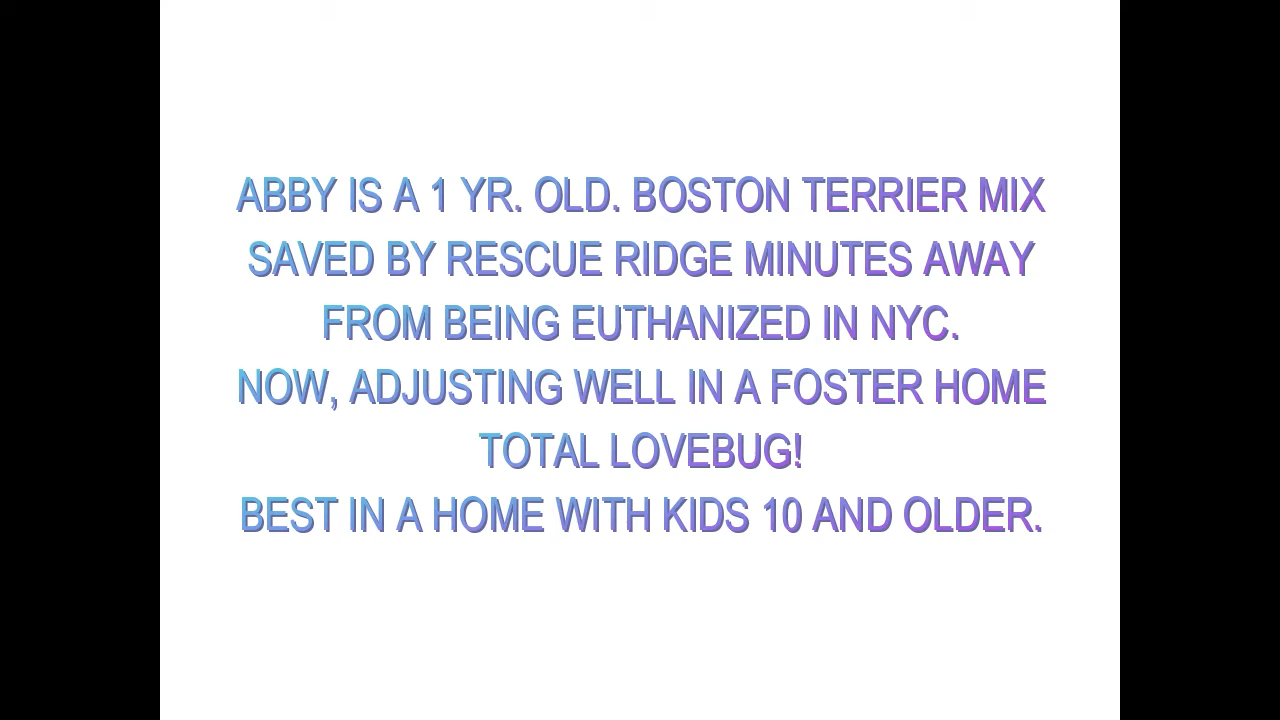 ABBY IS A 1 YR. OLD. BOSTON TERRIER MIX
SAVED BY RESCUE RIDGE MINUTES AWAY
FROM BEING EUTHANIZED IN NYC.
NOW, ADJUSTING WELL IN A FOSTER HOME
TOTAL LOVEBUG!
BEST IN A HOME WITH KIDS 10 AND OLDER.